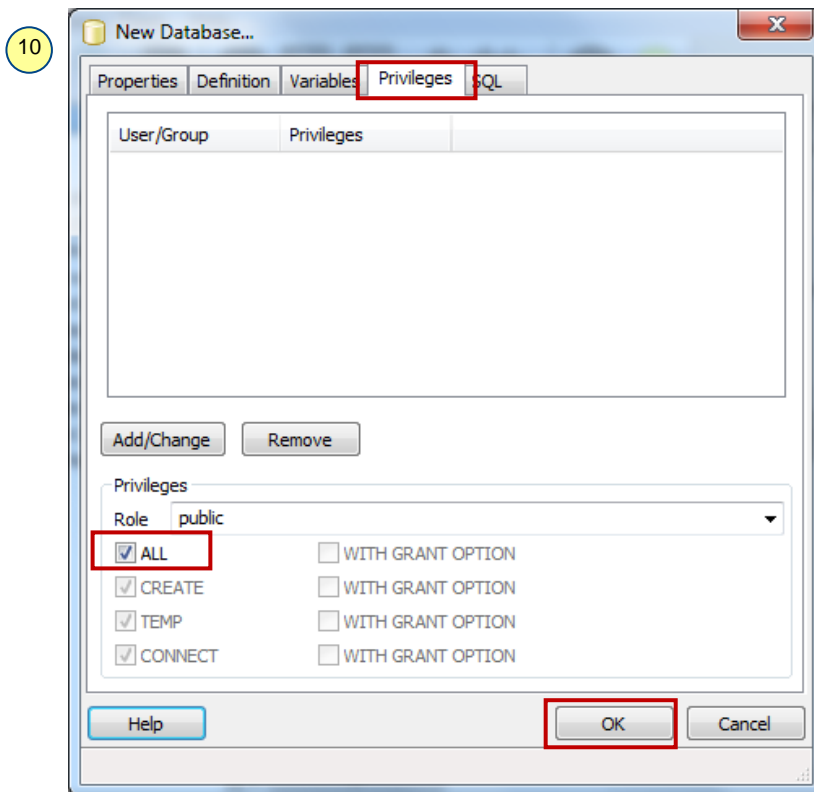 10
New Database...
Properties Definition Variables Privileges SQL
User/Group Privileges
Add/Change Remove
Privileges
Role public
ALL WITH GRANT OPTION
CREATE WITH GRANT OPTION
TEMP WITH GRANT OPTION
CONNECT WITH GRANT OPTION
Help OK Cancel